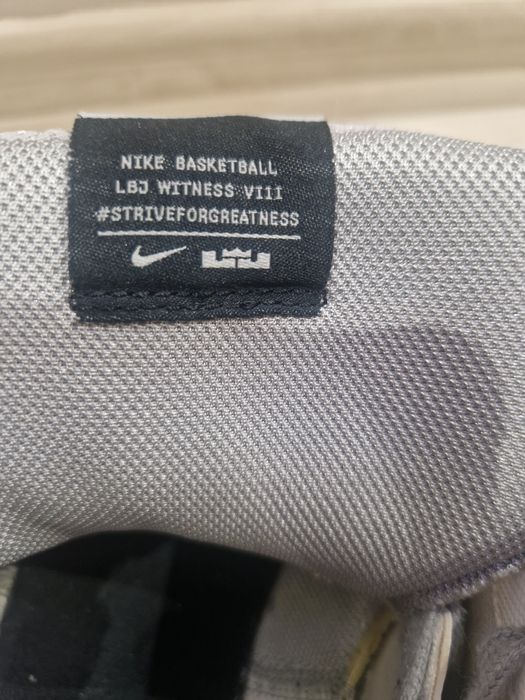 NIKE BASKETBALL
LBJ WITNESS VIII
#STRIVEFORGREATNESS